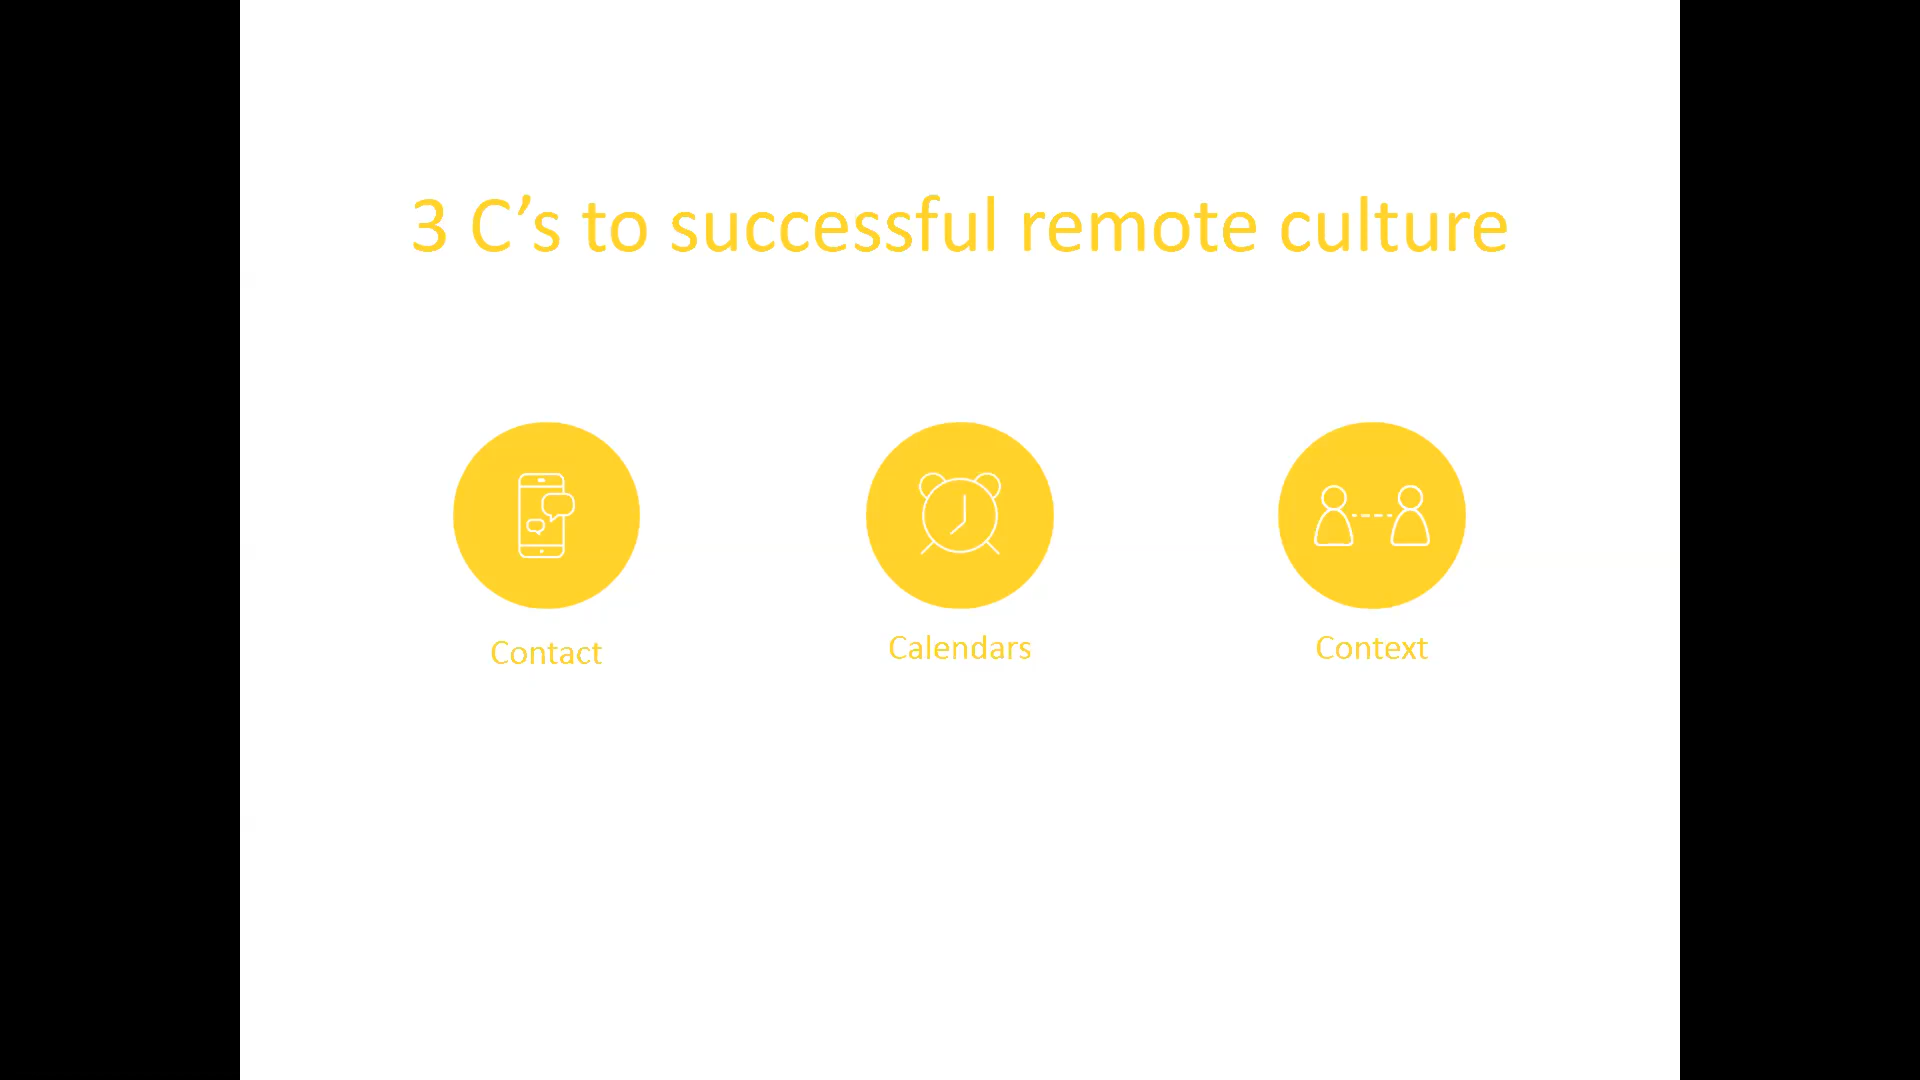 3 C’s to successful remote culture
Contact
Calendars
Context